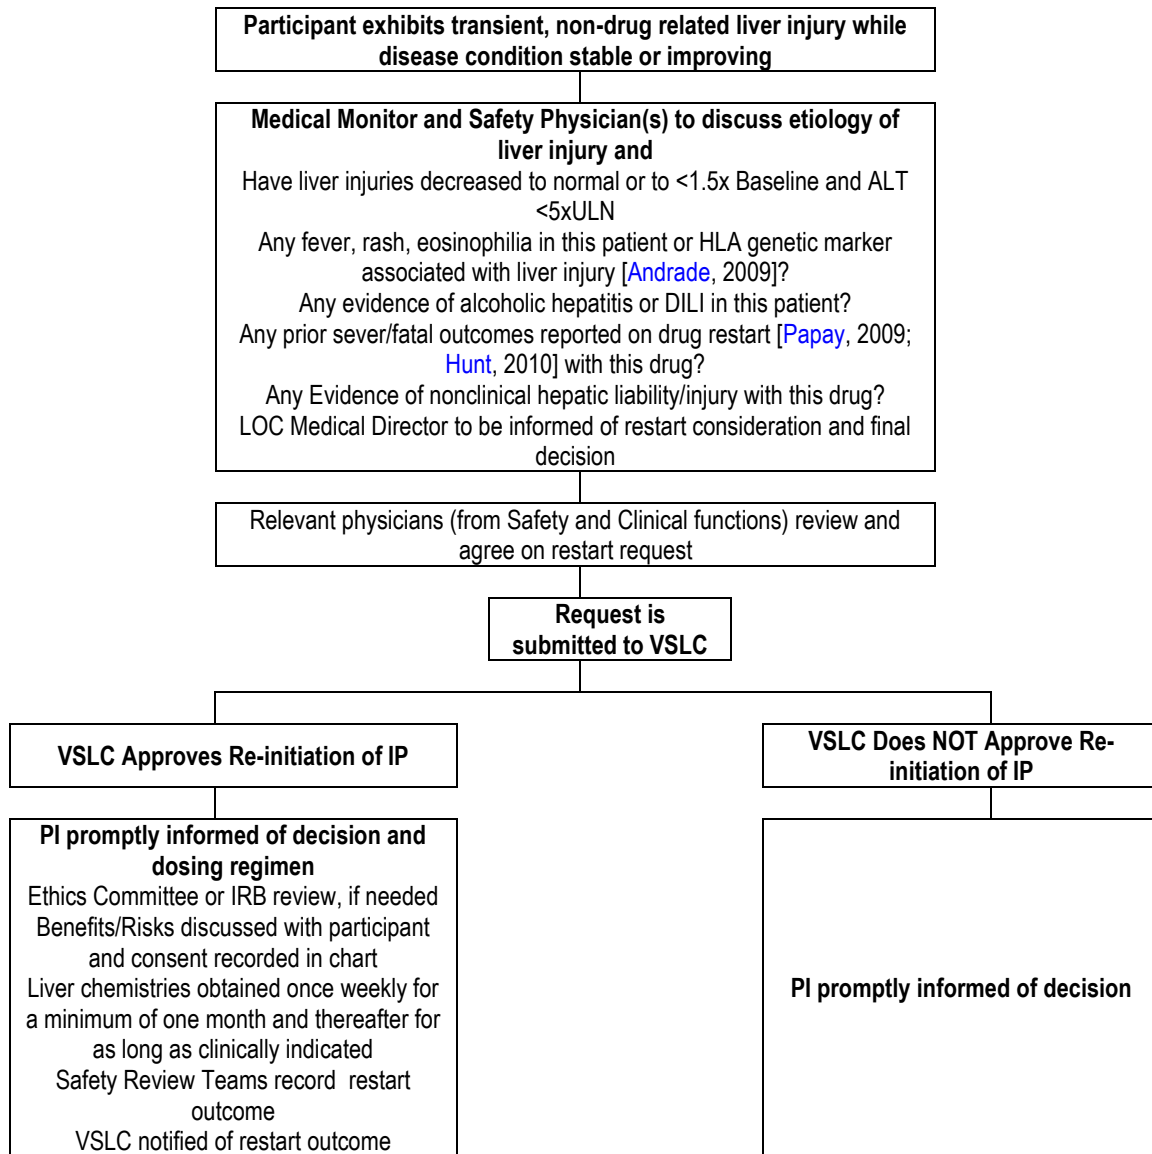 Participant exhibits transient, non-drug related liver injury while
disease condition stable or improving
Medical Monitor and Safety Physician(s) to discuss etiology of
liver injury and
Have liver injuries decreased to normal or to <1.5x Baseline and ALT
<5xULN
Any fever, rash, eosinophilia in this patient or HLA genetic marker
associated with liver injury [Andrade, 2009]?
Any evidence of alcoholic hepatitis or DILI in this patient?
Any prior sever/fatal outcomes reported on drug restart [Papay, 2009;
Hunt, 2010] with this drug?
Any Evidence of nonclinical hepatic liability/injury with this drug?
LOC Medical Director to be informed of restart consideration and final
decision
Relevant physicians (from Safety and Clinical functions) review and
agree on restart request
Request is
submitted to VSLC
VSLC Approves Re-initiation of IP
VSLC Does NOT Approve Re-
initiation of IP
PI promptly informed of decision and
dosing regimen
Ethics Committee or IRB review, if needed
Benefits/Risks discussed with participant
and consent recorded in chart
Liver chemistries obtained once weekly for
a minimum of one month and thereafter for
as long as clinically indicated
Safety Review Teams record restart
outcome
VSLC notified of restart outcome
PI promptly informed of decision